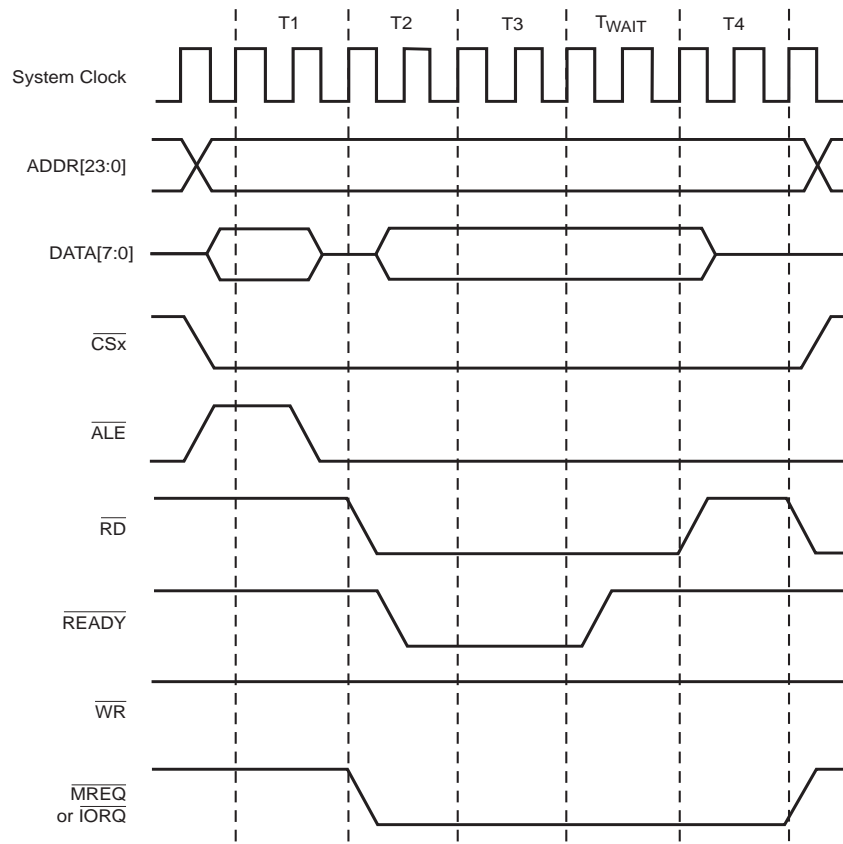 T1 T2 T3 TWAIT T4
System Clock
ADDR[23:0]
DATA[7:0]
CSx
ALE
RD
READY
WR
MREQ
or IORQ